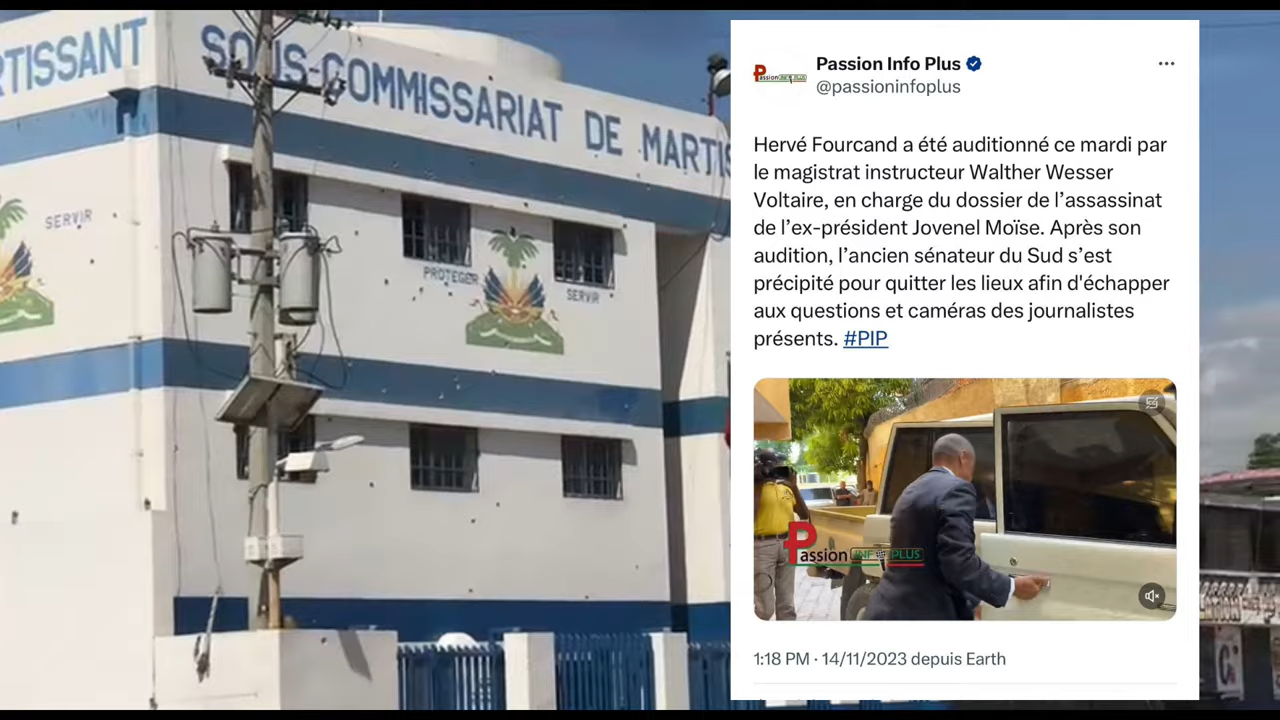 RTISSANT
SOUS-COMMISSARIAT DE MARTIS
SERVIR
PROTEGER
SERVIR
Passion Info Plus
@passioninfoplus
Hervé Fourcand a été auditionné ce mardi par
le magistrat instructeur Walther Wesser
Voltaire, en charge du dossier de l’assassinat
de l’ex-président Jovenel Moïse. Après son
audition, l’ancien sénateur du Sud s’est
précipité pour quitter les lieux afin d'échapper
aux questions et caméras des journalistes
présents. #PIP
Passion INFO PLUS
1:18 PM · 14/11/2023 depuis Earth